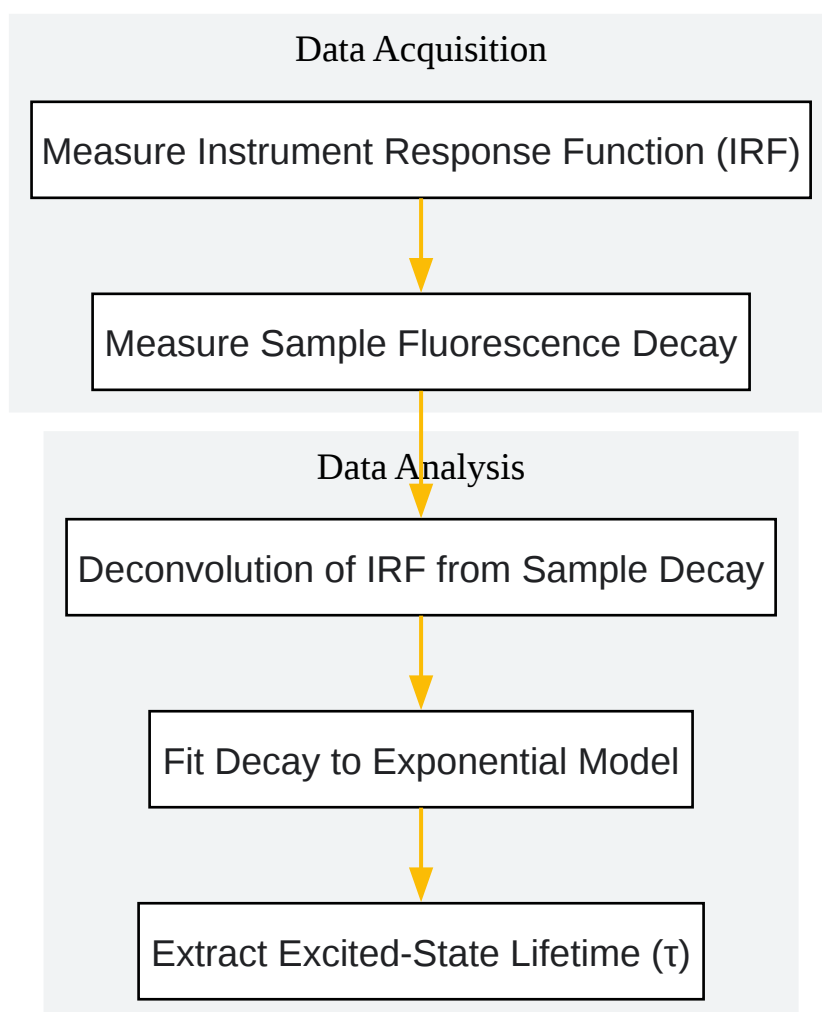 Data Acquisition
Measure Instrument Response Function (IRF)
Measure Sample Fluorescence Decay
Data Analysis
Deconvolution of IRF from Sample Decay
Fit Decay to Exponential Model
Extract Excited-State Lifetime (τ)